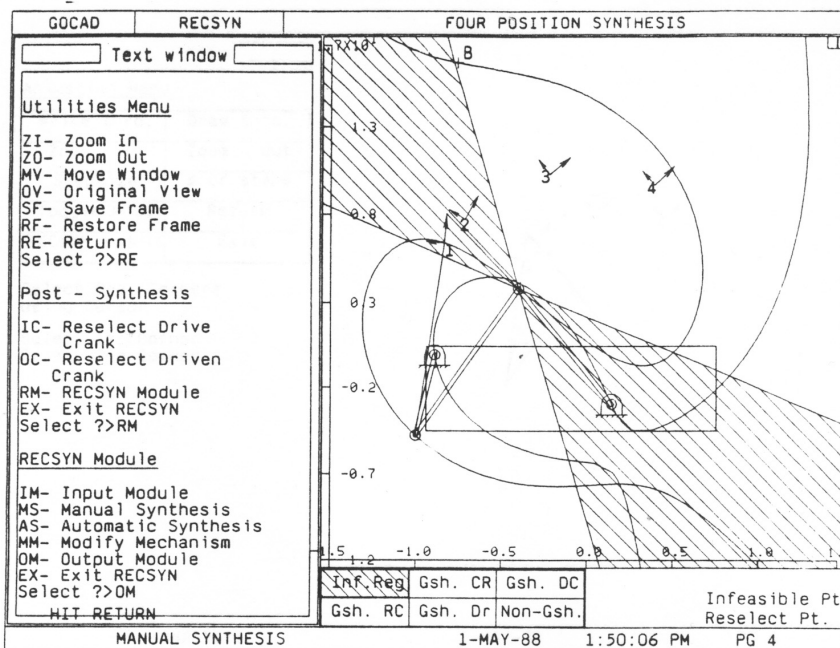 GOCAD RECSYN FOUR POSITION SYNTHESIS
Text window
Utilities Menu
ZI- Zoom In
ZO- Zoom Out
MV- Move Window
OV- Original View
SF- Save Frame
RF- Restore Frame
RE- Return
Select ?>RE
Post - Synthesis
IC- Reselect Drive
Crank
OC- Reselect Driven
Crank
RM- RECSYN Module
EX- Exit RECSYN
Select ?>RM
RECSYN Module
IM- Input Module
MS- Manual Synthesis
AS- Automatic Synthesis
MM- Modify Mechanism
OM- Output Module
EX- Exit RECSYN
Select ?>OM
HIT RETURN
B
1.3
3
4
0.8
2
1
0.3
-0.2
-0.7
-1.0 -0.5 0.0 0.5 1.0
1.2
Inf.Reg Gsh. CR Gsh. DC
Gsh. RC Gsh. Dr Non-Gsh.
Infeasible Pt
Reselect Pt.
MANUAL SYNTHESIS 1-MAY-88 1:50:06 PM PG 4